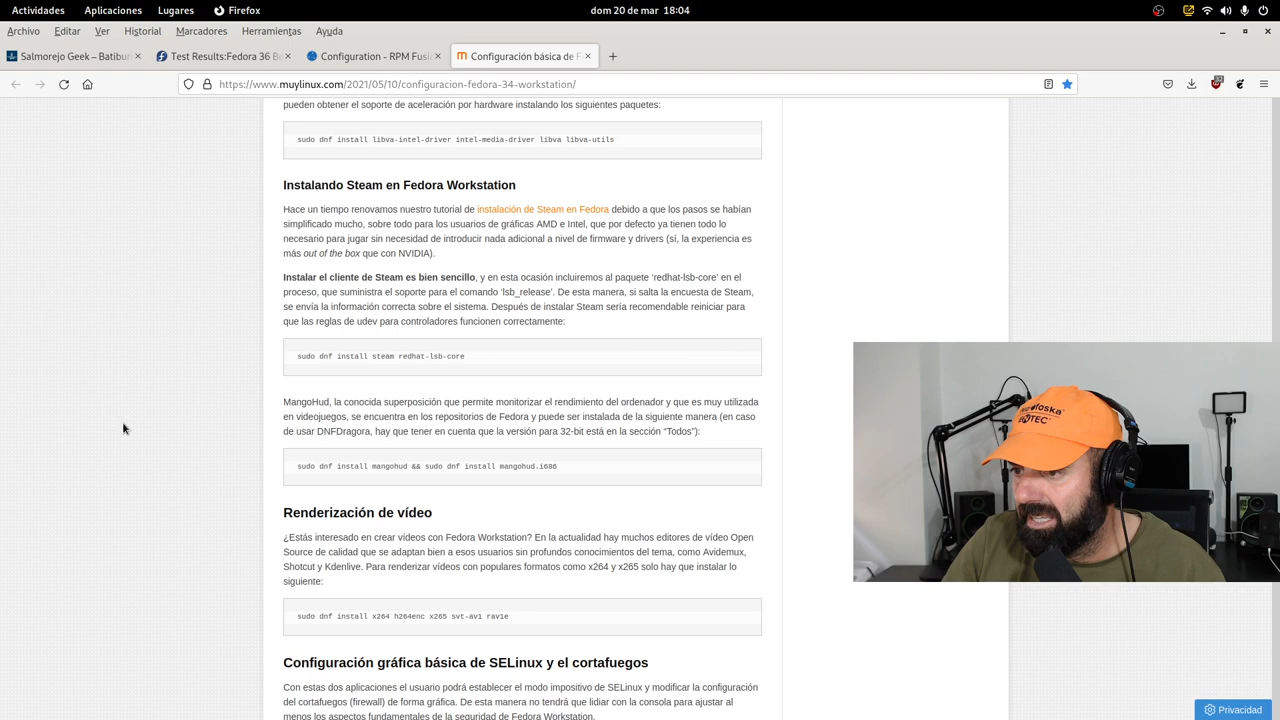 Actividades Aplicaciones Lugares Firefox dom 20 de mar 18:04
Archivo Editar Ver Historial Marcadores Herramientas Ayuda
Salmorejo Geek – Batibur Test Results:Fedora 36 Be Configuration - RPM Fusi Configuración básica de F
https://www.muylinux.com/2021/05/10/configuracion-fedora-34-workstation/
pueden obtener el soporte de aceleración por hardware instalando los siguientes paquetes:
sudo dnf install libva-intel-driver intel-media-driver libva libva-utils
Instalando Steam en Fedora Workstation
Hace un tiempo renovamos nuestro tutorial de instalación de Steam en Fedora debido a que los pasos se habían
simplificado mucho, sobre todo para los usuarios de gráficas AMD e Intel, que por defecto ya tienen todo lo
necesario para jugar sin necesidad de introducir nada adicional a nivel de firmware y drivers (sí, la experiencia es
más out of the box que con NVIDIA).
Instalar el cliente de Steam es bien sencillo, y en esta ocasión incluiremos al paquete ‘redhat-lsb-core’ en el
proceso, que suministra el soporte para el comando ‘lsb_release’. De esta manera, si salta la encuesta de Steam,
se envía la información correcta sobre el sistema. Después de instalar Steam sería recomendable reiniciar para
que las reglas de udev para controladores funcionen correctamente:
sudo dnf install steam redhat-lsb-core
MangoHud, la conocida superposición que permite monitorizar el rendimiento del ordenador y que es muy utilizada
en videojuegos, se encuentra en los repositorios de Fedora y puede ser instalada de la siguiente manera (en caso
de usar DNFDragora, hay que tener en cuenta que la versión para 32-bit está en la sección “Todos”):
sudo dnf install mangohud && sudo dnf install mangohud.i686
Renderización de vídeo
¿Estás interesado en crear vídeos con Fedora Workstation? En la actualidad hay muchos editores de vídeo Open
Source de calidad que se adaptan bien a esos usuarios sin profundos conocimientos del tema, como Avidemux,
Shotcut y Kdenlive. Para renderizar vídeos con populares formatos como x264 y x265 solo hay que instalar lo
siguiente:
sudo dnf install x264 h264enc x265 svt-av1 rav1e
Configuración gráfica básica de SELinux y el cortafuegos
Con estas dos aplicaciones el usuario podrá establecer el modo impositivo de SELinux y modificar la configuración
del cortafuegos (firewall) de forma gráfica. De esta manera no tendrá que lidiar con la consola para ajustar al
menos los aspectos fundamentales de la seguridad de Fedora Workstation.
Privacidad